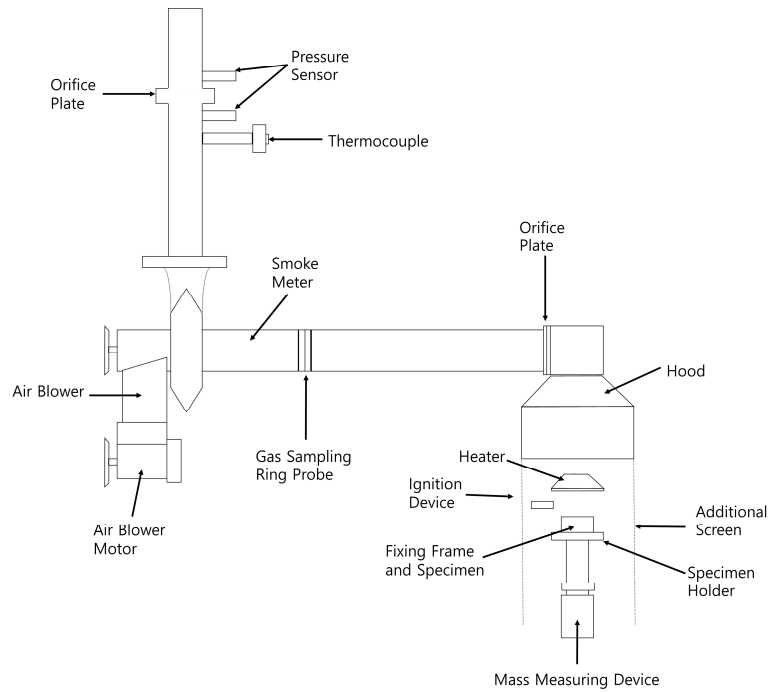 Pressure
Sensor
Orifice
Plate
Thermocouple
Orifice
Plate
Smoke
Meter
Hood
Air Blower
Gas Sampling
Ring Probe
Heater
Ignition
Device
Additional
Screen
Air Blower
Motor
Fixing Frame
and Specimen
Specimen
Holder
Mass Measuring Device